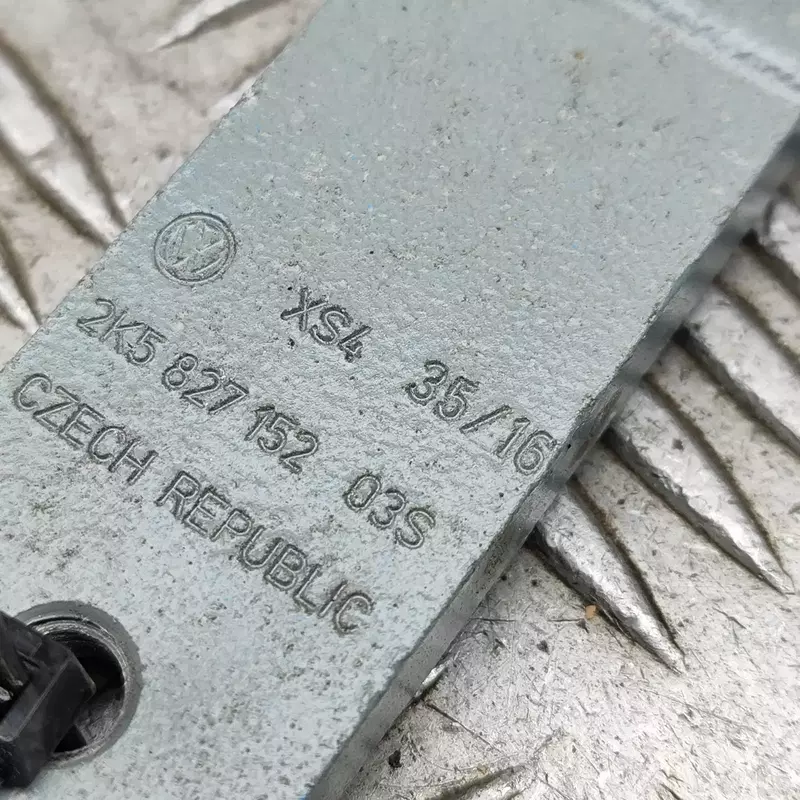 XS4 35/16
2K5 827 152 03S
CZECH REPUBLIC